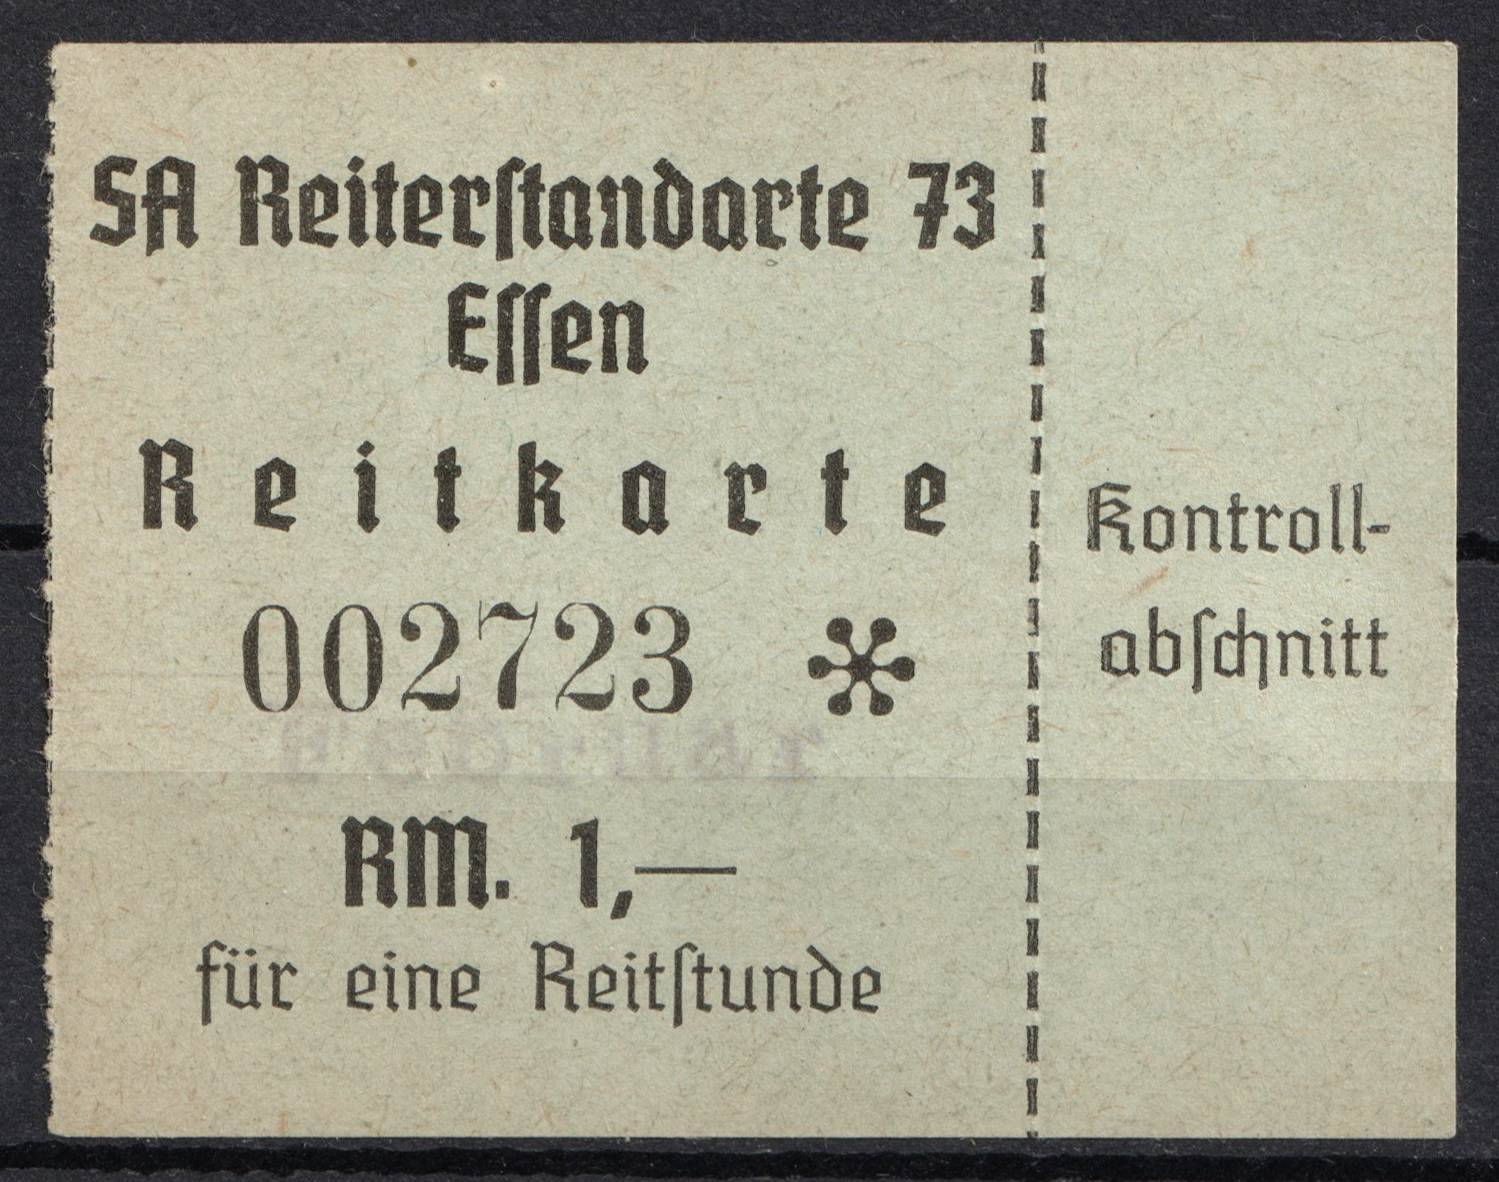 SA Reiterſtandarte 73
Eſſen
Reitkarte
002723
RM. 1,—
für eine Reitſtunde
Kontroll-
abſchnitt